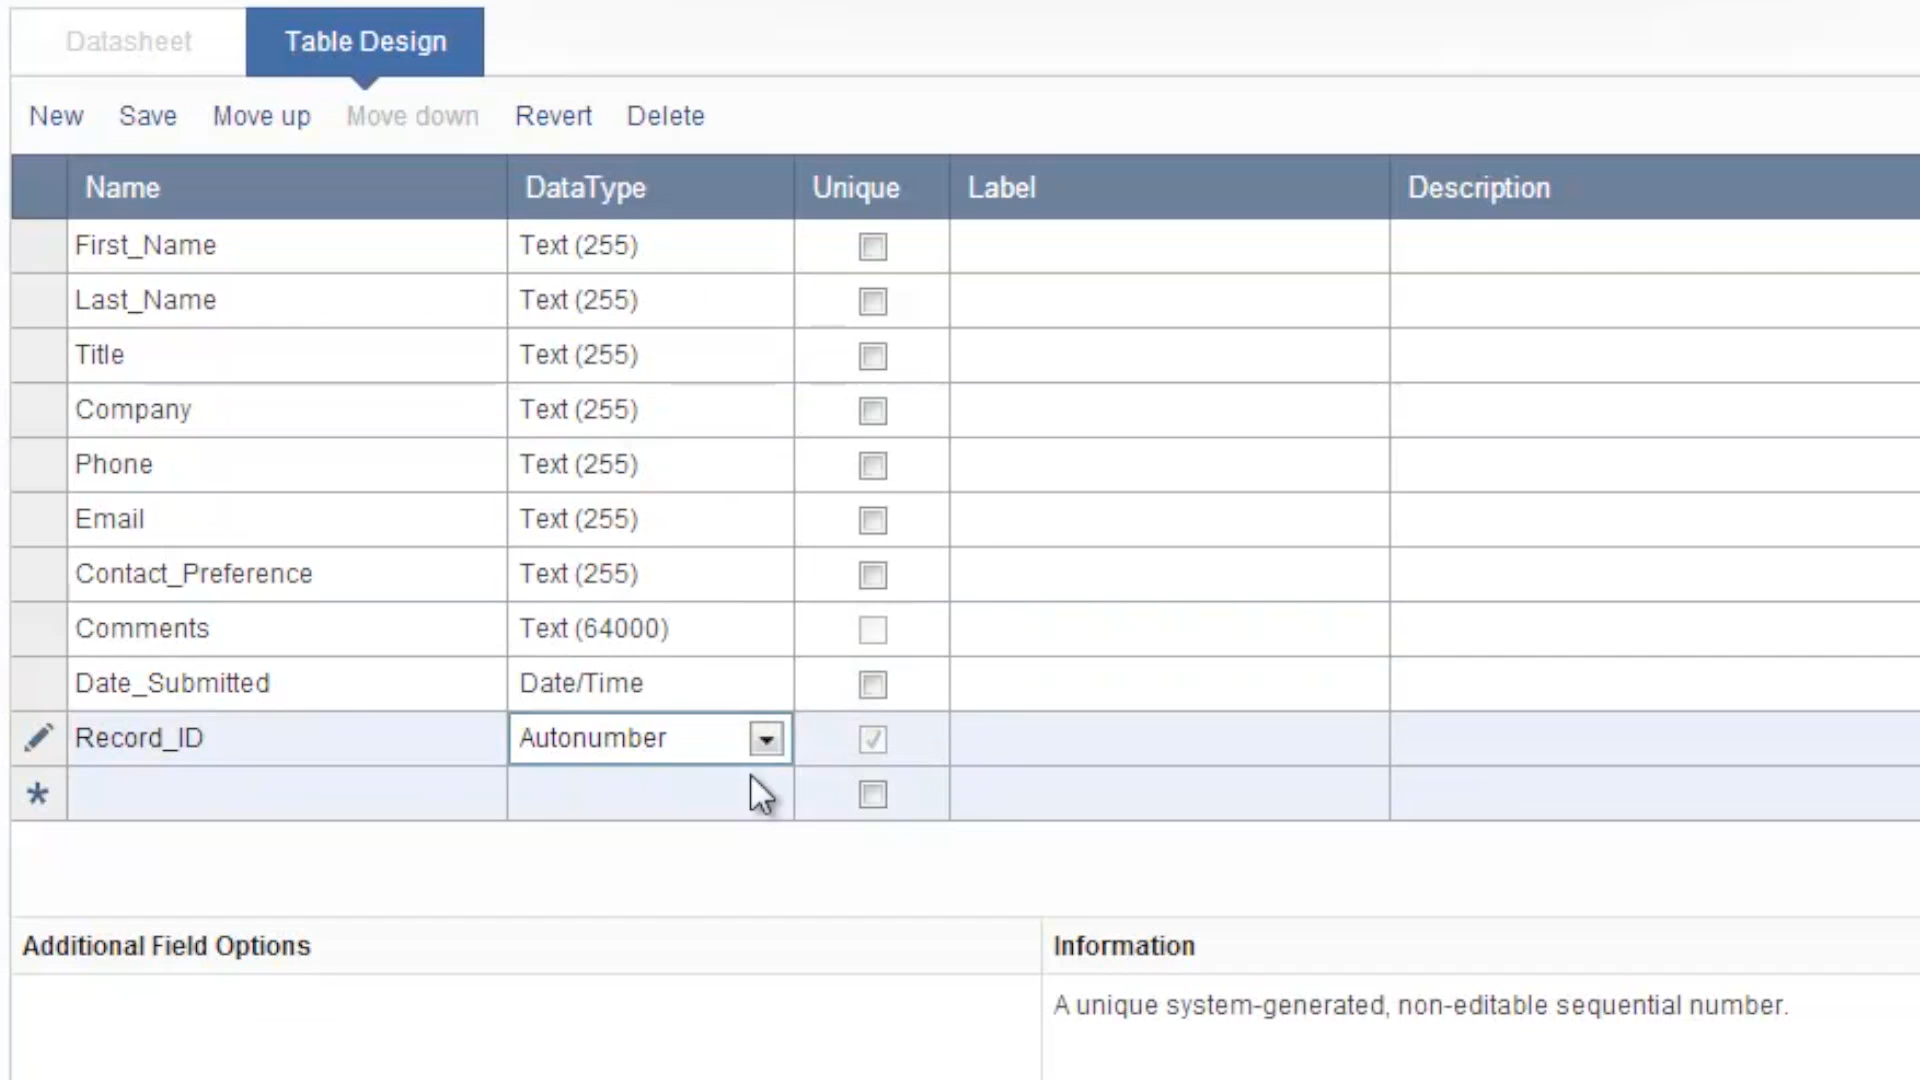 Datasheet Table Design
New Save Move up Move down Revert Delete
Name DataType Unique Label Description
First_Name Text (255)
Last_Name Text (255)
Title Text (255)
Company Text (255)
Phone Text (255)
Email Text (255)
Contact_Preference Text (255)
Comments Text (64000)
Date_Submitted Date/Time
Record_ID Autonumber
*
Additional Field Options Information
A unique system-generated, non-editable sequential number.